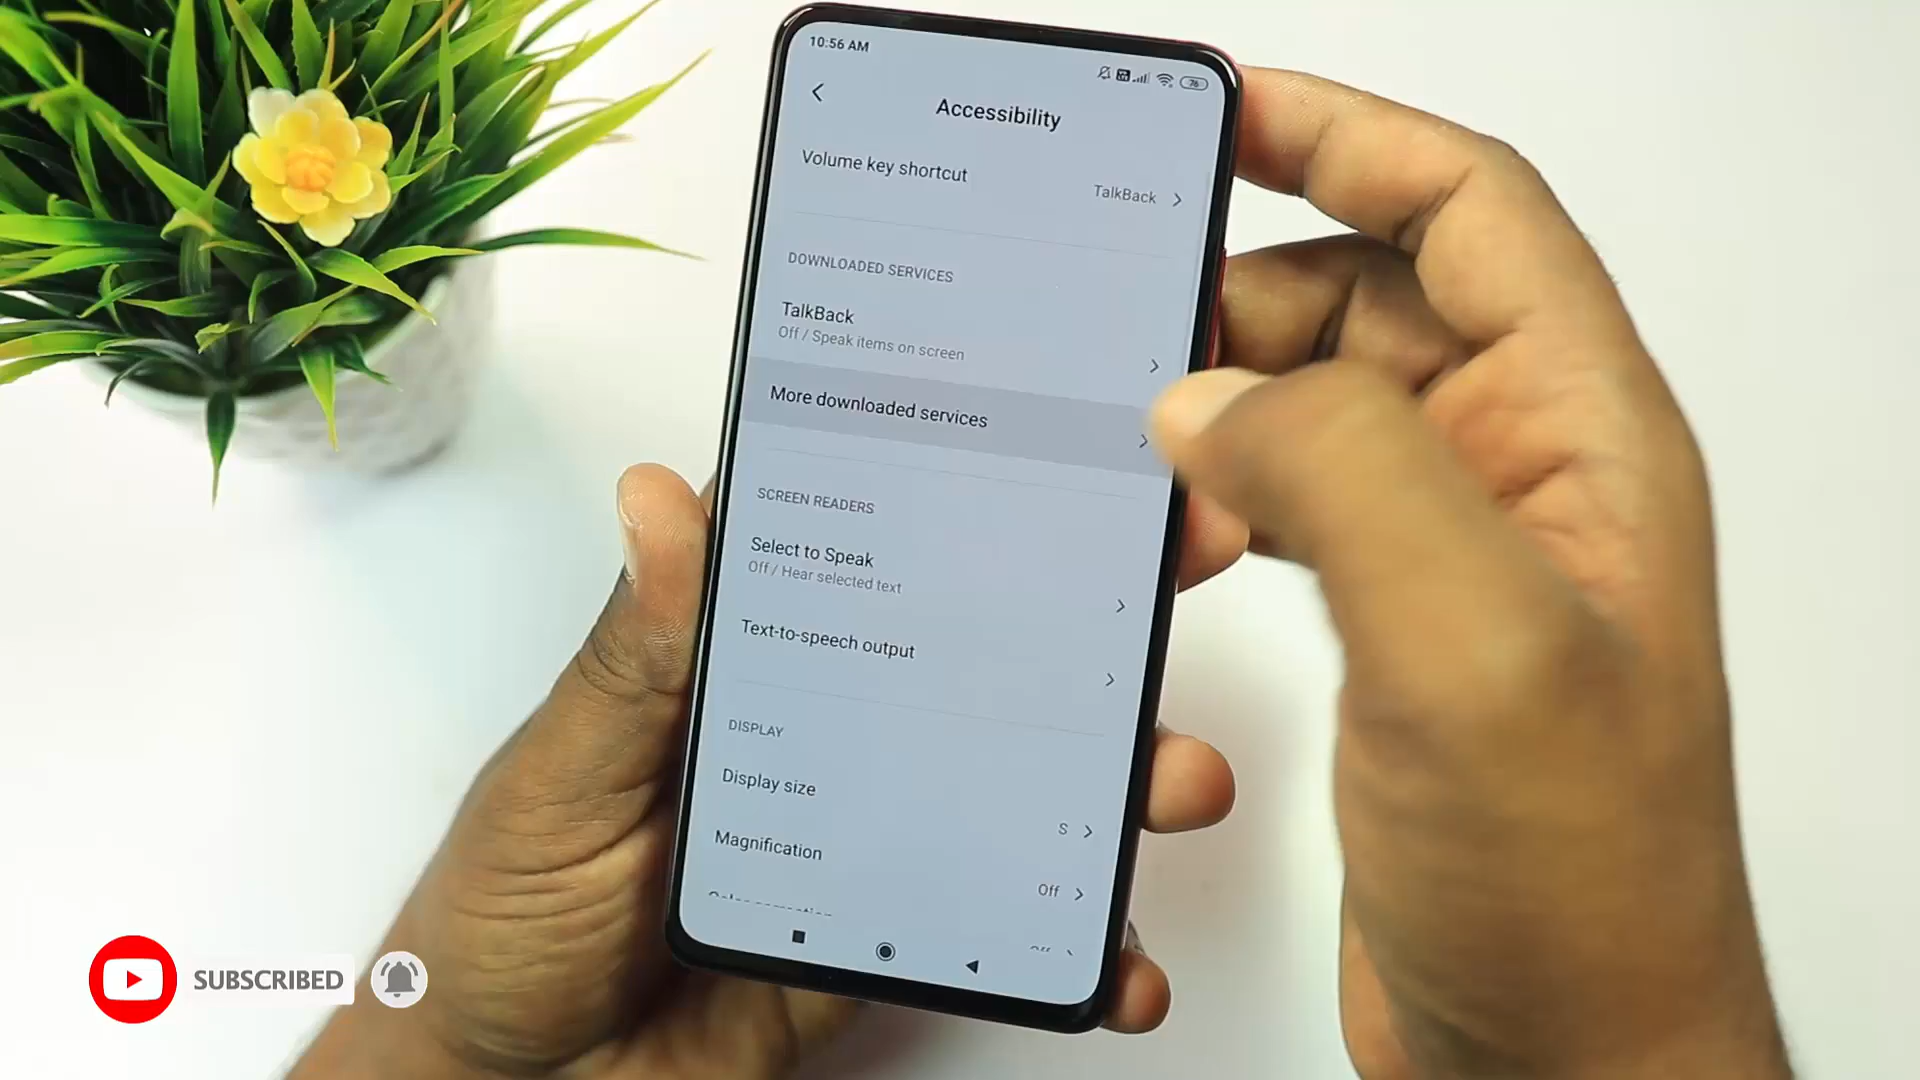 10:56 AM
76
Accessibility
Volume key shortcut
TalkBack
DOWNLOADED SERVICES
TalkBack
Off / Speak items on screen
More downloaded services
SCREEN READERS
Select to Speak
Off / Hear selected text
Text-to-speech output
DISPLAY
Display size
S
Magnification
Off
SUBSCRIBED